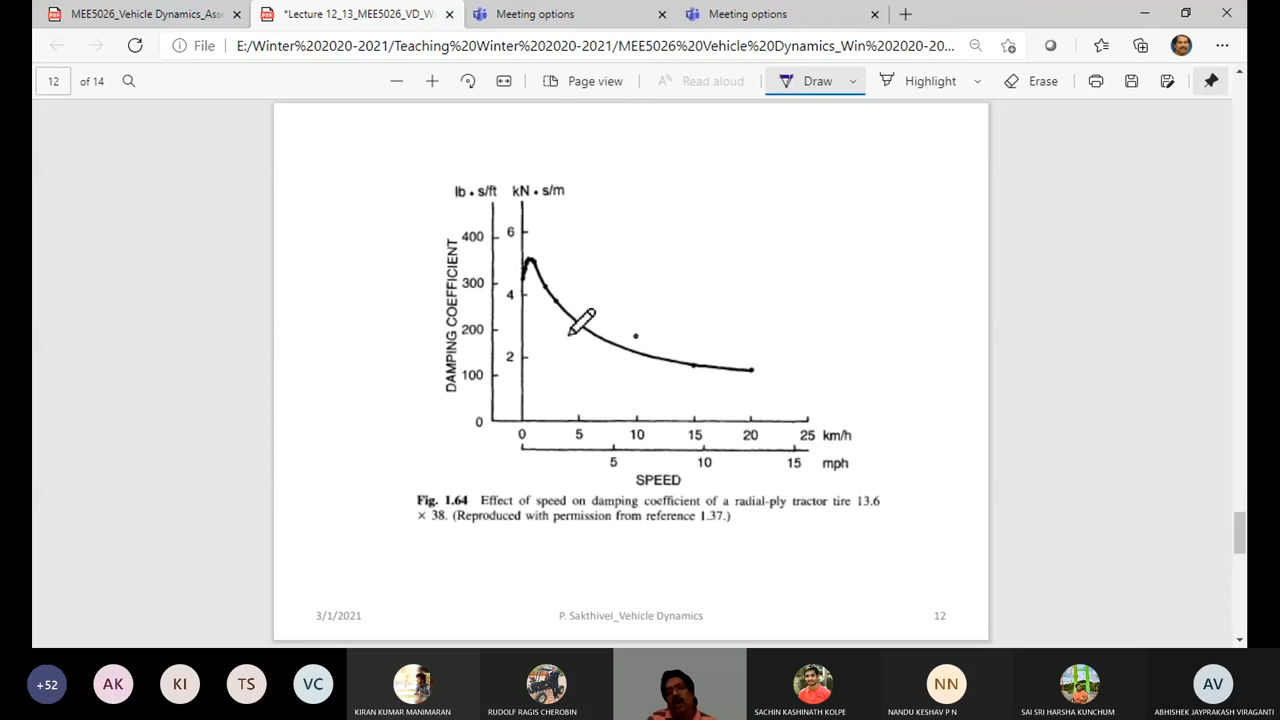 MEE5026_Vehicle Dynamics_Ass
*Lecture 12_13_MEE5026_VD_W
Meeting options
Meeting options
File
E:/Winter%202020-2021/Teaching%20Winter%202020-2021/MEE5026%20Vehicle%20Dynamics_Win%202020-20...
12
of 14
Page view
Read aloud
Draw
Highlight
Erase
lb • s/ft
kN • s/m
DAMPING COEFFICIENT
400
300
200
100
0
6
4
2
0
5
10
15
20
25
km/h
5
10
15
mph
SPEED
Fig. 1.64 Effect of speed on damping coefficient of a radial-ply tractor tire 13.6
× 38. (Reproduced with permission from reference 1.37.)
3/1/2021
P. Sakthivel_Vehicle Dynamics
12
+52
AK
KI
TS
VC
KIRAN KUMAR MANIMARAN
RUDOLF RAGIS CHEROBIN
SACHIN KASHINATH KOLPE
NN
NANDU KESHAV P N
SAI SRI HARSHA KUNCHUM
AV
ABHISHEK JAYPRAKASH VIRAGANTI